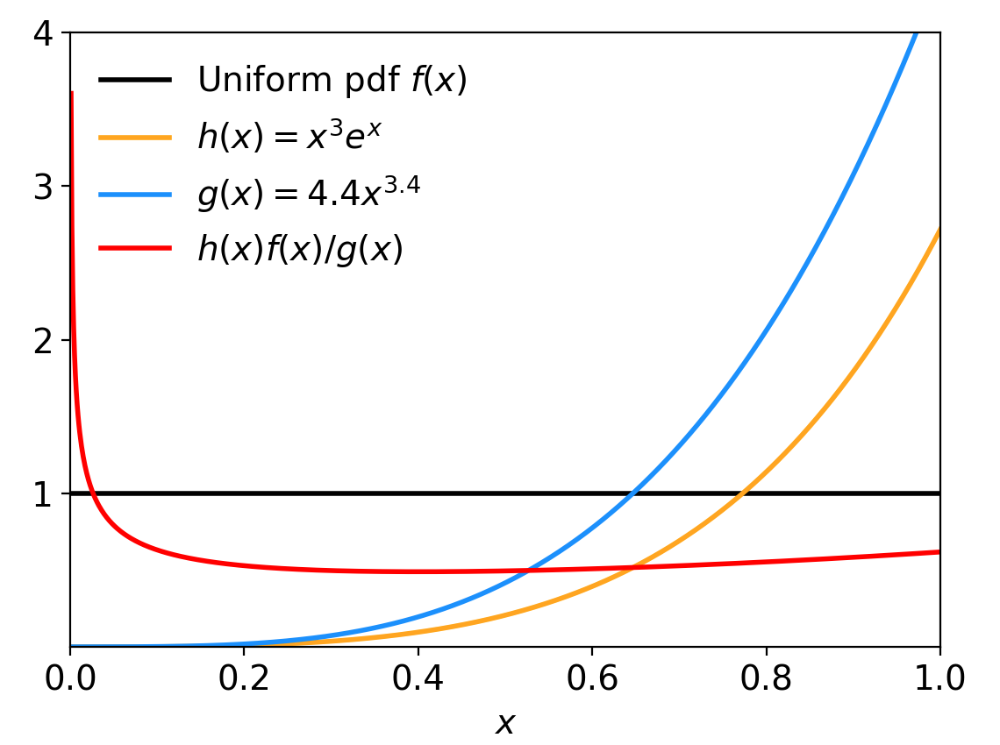 4
3
2
1
Uniform pdf f(x)
h(x) = x³eˣ
g(x) = 4.4x³·⁴
h(x)f(x)/g(x)
0.0 0.2 0.4 0.6 0.8 1.0
x